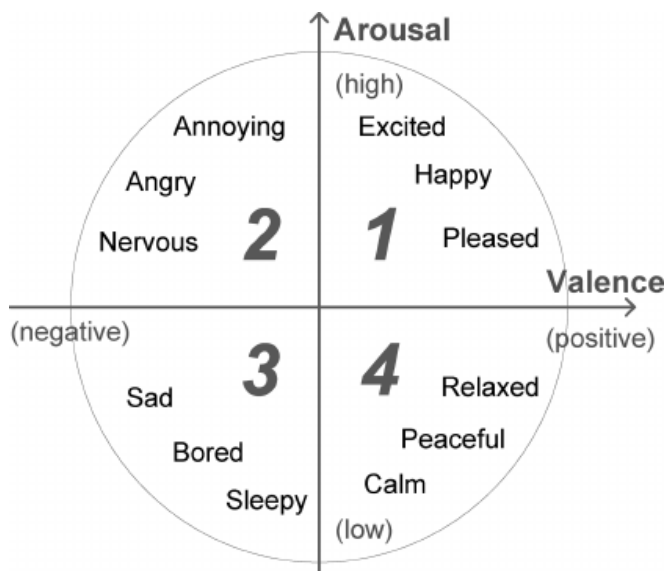 Arousal
(high)
Annoying
Excited
Angry
Happy
Nervous
2
1
Pleased
Valence
(negative)
(positive)
3
4
Sad
Relaxed
Bored
Peaceful
Sleepy
Calm
(low)